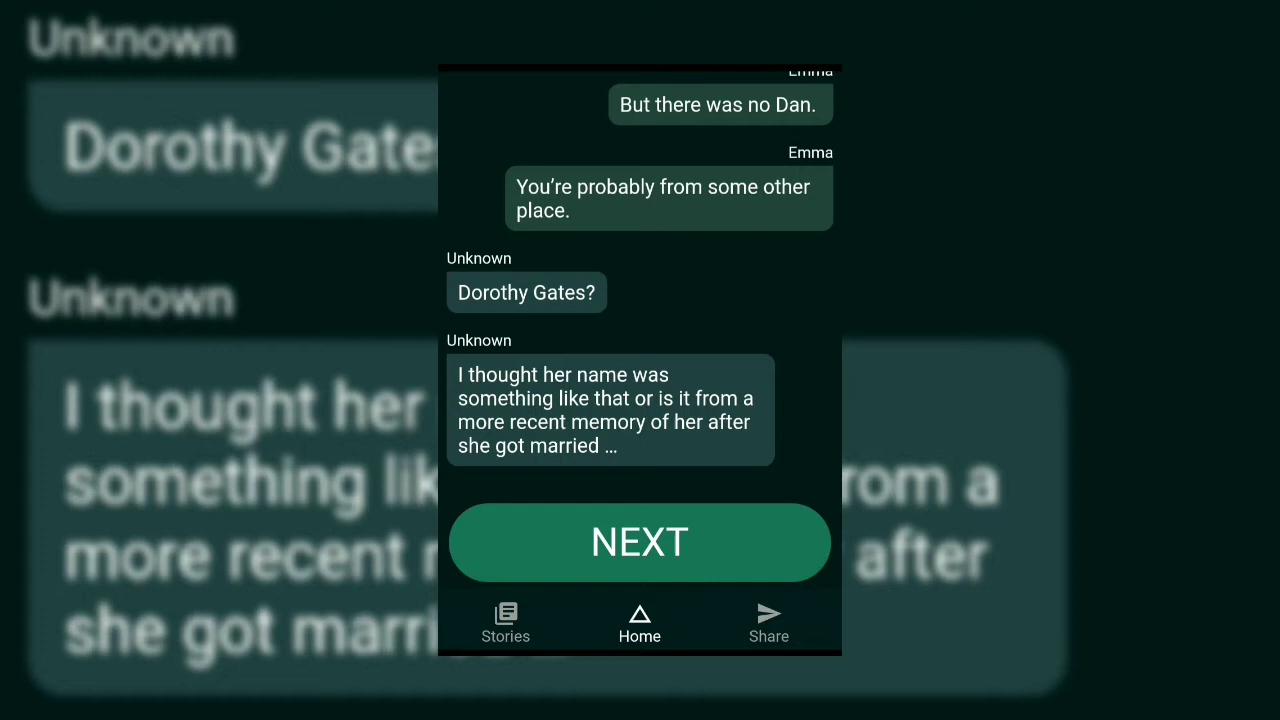 Emma
But there was no Dan.
Emma
You’re probably from some other
place.
Unknown
Dorothy Gates?
Unknown
I thought her name was
something like that or is it from a
more recent memory of her after
she got married ...
NEXT
Stories
Home
Share
Unknown
Dorothy Gate
Unknown
I thought her
something lik
rom a
more recent
after
she got marri